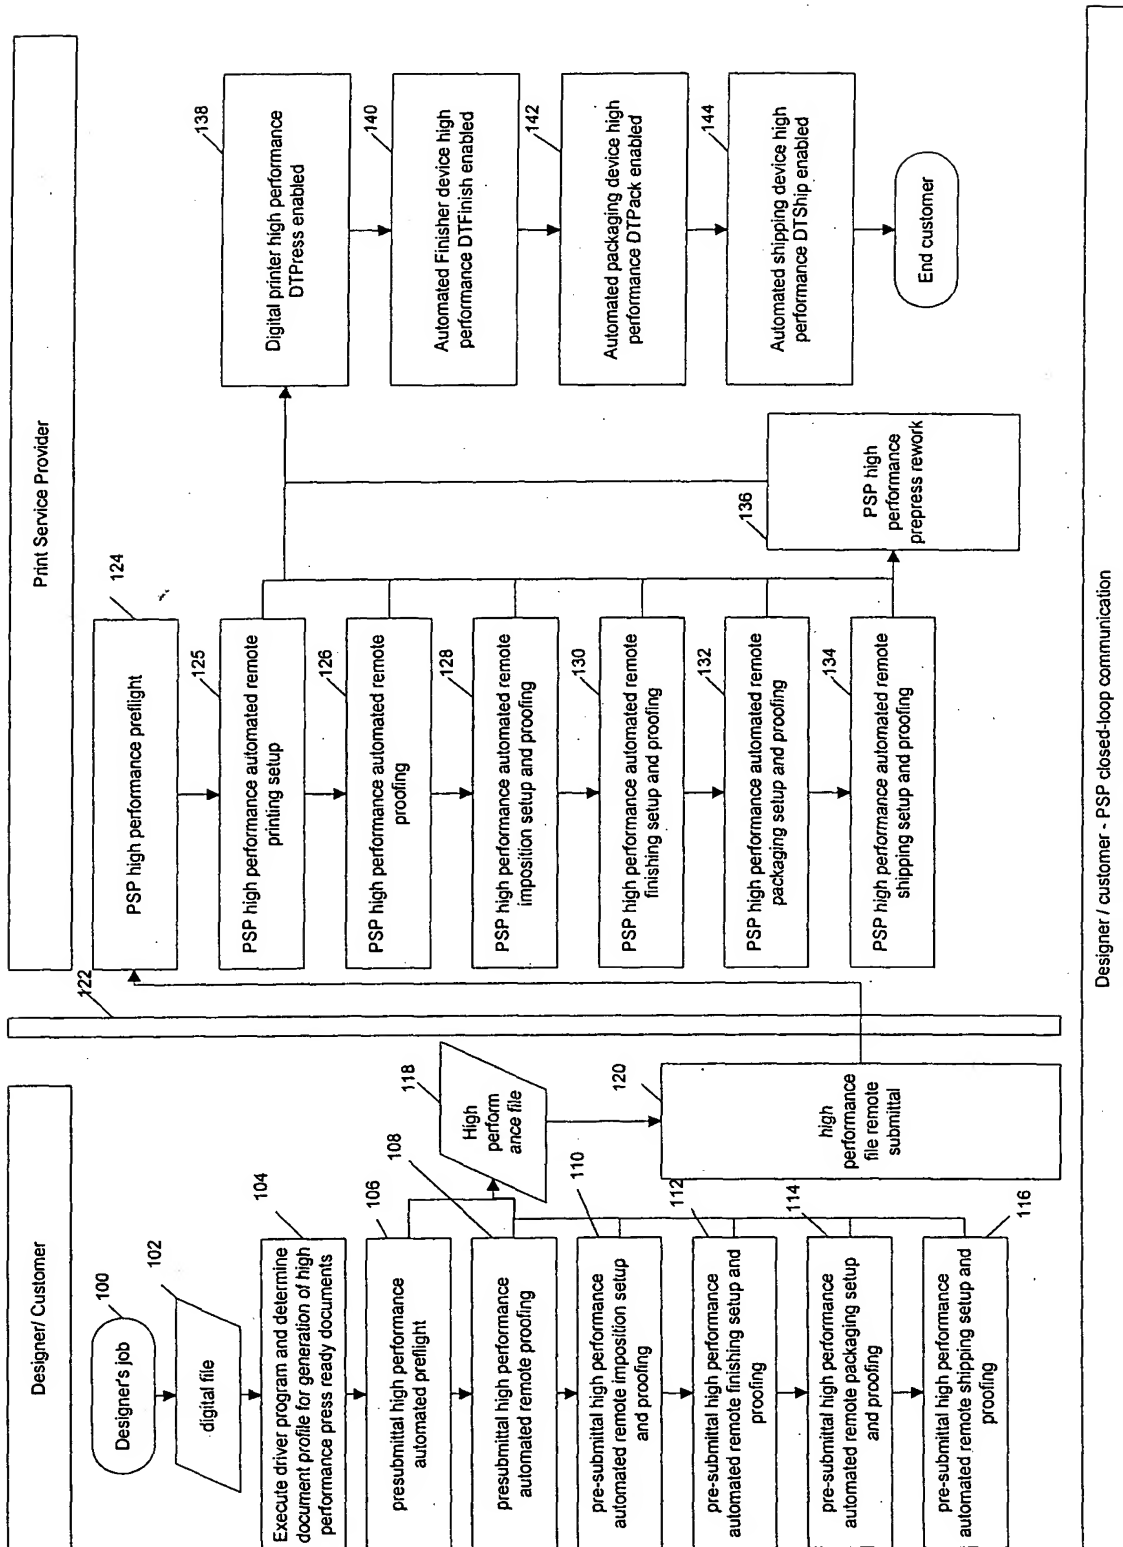 Designer/ Customer
100
Designer's job
102
digital file
104
Execute driver program and determine
document profile for generation of high
performance press ready documents
106
presubmittal high performance
automated preflight
108
presubmittal high performance
automated remote proofing
110
pre-submittal high performance
automated remote imposition setup
and proofing
112
pre-submittal high performance
automated remote finishing setup and
proofing
114
pre-submittal high performance
automated remote packaging setup
and proofing
116
pre-submittal high performance
automated remote shipping setup and
proofing
118
High
perform
ance file
120
high
performance
file remote
submittal
122
Print Service Provider
124
PSP high performance preflight
125
PSP high performance automated remote
printing setup
126
PSP high performance automated remote
proofing
128
PSP high performance automated remote
imposition setup and proofing
130
PSP high performance automated remote
finishing setup and proofing
132
PSP high performance automated remote
packaging setup and proofing
134
PSP high performance automated remote
shipping setup and proofing
136
PSP high
performance
prepress rework
138
Digital printer high performance
DTPress enabled
140
Automated Finisher device high
performance DTFinish enabled
142
Automated packaging device high
performance DTPack enabled
144
Automated shipping device high
performance DTShip enabled
End customer
Designer / customer - PSP closed-loop communication